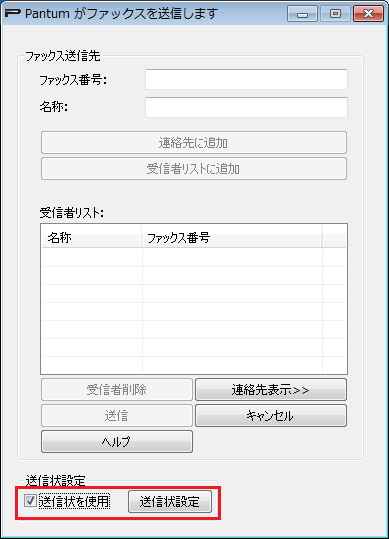 Pantum がファックスを送信します
ファックス送信先
ファックス番号:
名称:
連絡先に追加
受信者リストに追加
受信者リスト:
名称 ファックス番号
受信者削除 連絡先表示>>
送信 キャンセル
ヘルプ
送信状設定
送信状を使用 送信状設定